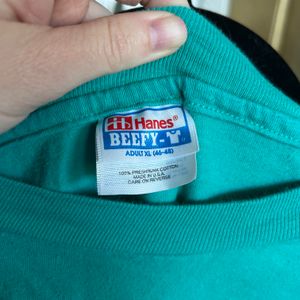 Hanes®
BEEFY-T
ADULT XL (46-48)
100% PRESHRUNK COTTON
MADE IN U.S.A.
CARE ON REVERSE